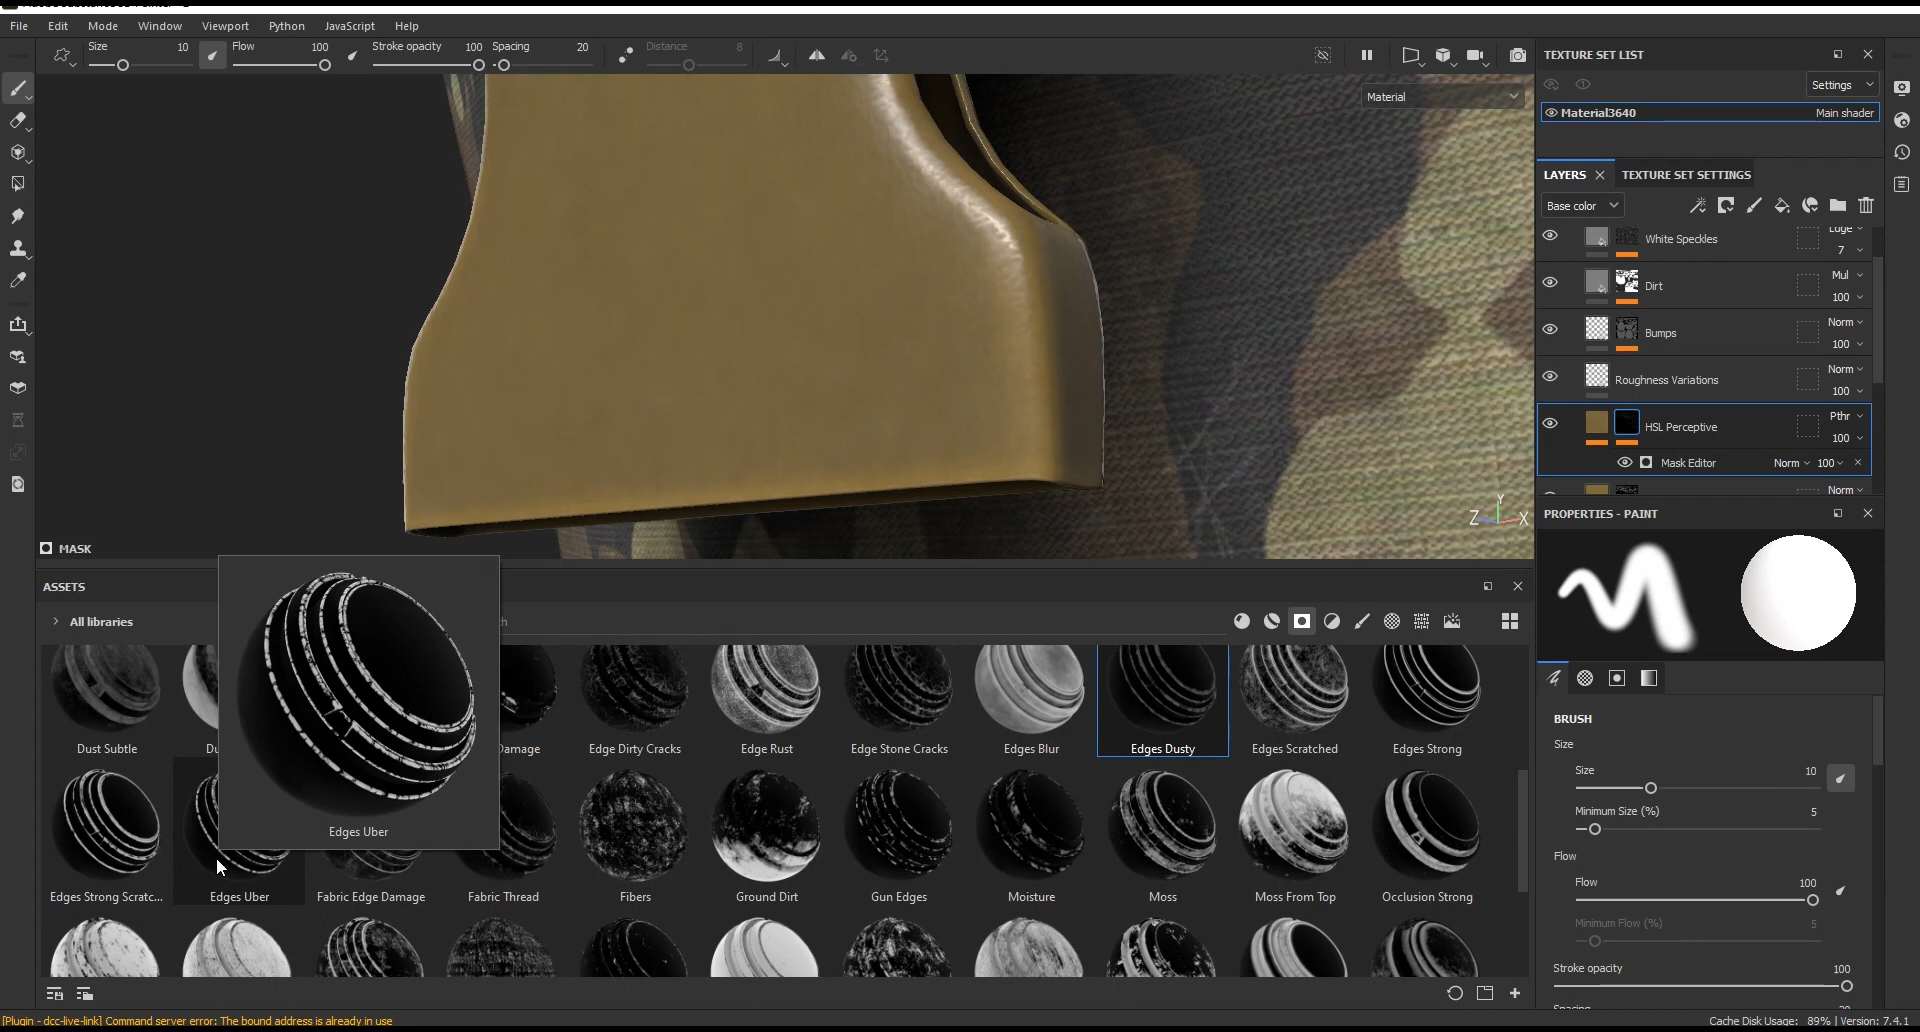 File Edit Mode Window Viewport Python JavaScript Help
Size 10 Flow 100 Stroke opacity 100 Spacing 20 Distance 8
Material
TEXTURE SET LIST
Settings
Material3640 Main shader
LAYERS TEXTURE SET SETTINGS
Base color
White Speckles
7
Dirt Mul
100
Bumps Norm
100
Roughness Variations Norm
100
HSL Perceptive Pthr
100
Mask Editor Norm 100
Norm
Z Y X
PROPERTIES - PAINT
MASK
ASSETS
All libraries
Edges Uber
Dust Subtle
Damage
Edge Dirty Cracks
Edge Rust
Edge Stone Cracks
Edges Blur
Edges Dusty
Edges Scratched
Edges Strong
Edges Strong Scratc...
Edges Uber
Fabric Edge Damage
Fabric Thread
Fibers
Ground Dirt
Gun Edges
Moisture
Moss
Moss From Top
Occlusion Strong
BRUSH
Size
Size 10
Minimum Size (%) 5
Flow
Flow 100
Minimum Flow (%) 5
Stroke opacity 100
[Plugin - dcc-live-link] Command server error: The bound address is already in use
Cache Disk Usage: 89% | Version: 7.4.1